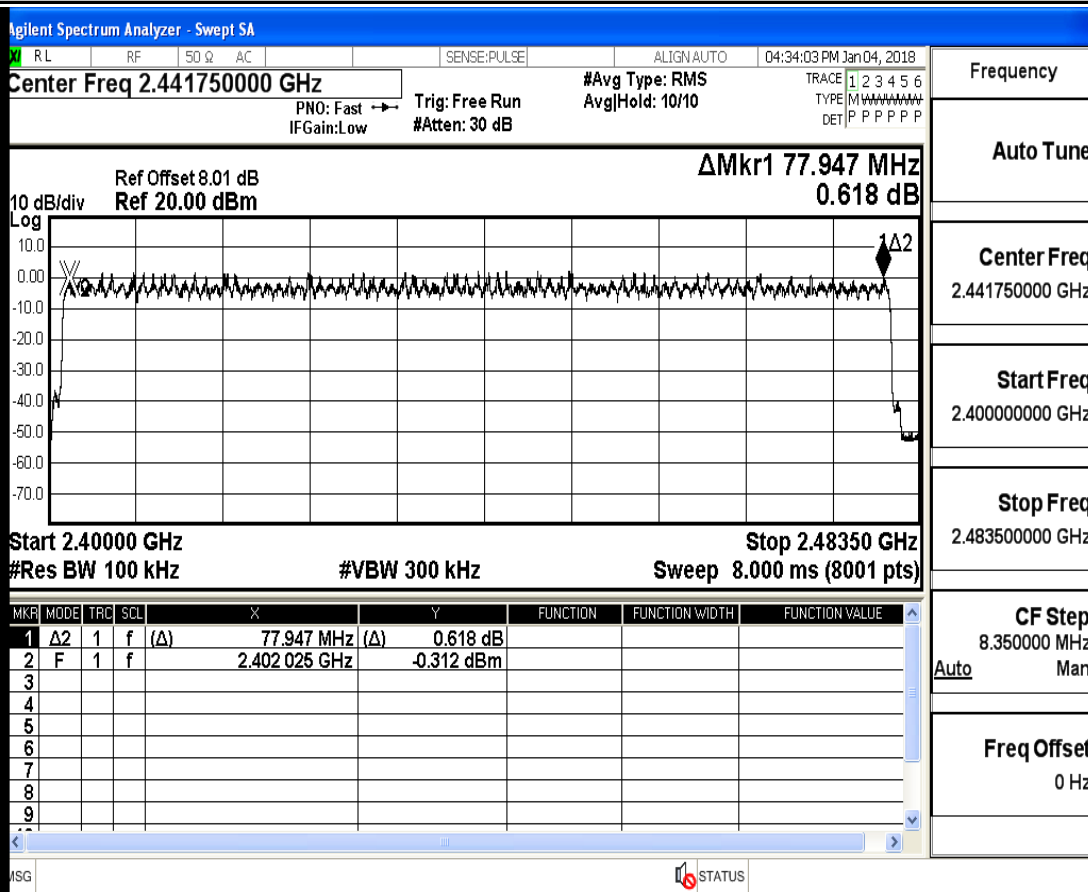 Agilent Spectrum Analyzer - Swept SA
RL RF 50 Ω AC SENSE:PULSE ALIGN AUTO 04:34:03 PM Jan 04, 2018
Center Freq 2.441750000 GHz
PNO: Fast
IFGain:Low
Trig: Free Run
#Atten: 30 dB
#Avg Type: RMS
Avg|Hold: 10/10
TRACE 1 2 3 4 5 6
TYPE M
DET P P P P P P
Ref Offset 8.01 dB
Ref 20.00 dBm
10 dB/div
Log
ΔMkr1 77.947 MHz
0.618 dB
1Δ2
10.0
0.00
-10.0
-20.0
-30.0
-40.0
-50.0
-60.0
-70.0
Start 2.40000 GHz Stop 2.48350 GHz
#Res BW 100 kHz #VBW 300 kHz Sweep 8.000 ms (8001 pts)
MKR MODE TRC SCL X Y FUNCTION FUNCTION WIDTH FUNCTION VALUE
1 Δ2 1 f (Δ) 77.947 MHz (Δ) 0.618 dB
2 F 1 f 2.402 025 GHz -0.312 dBm
3
4
5
6
7
8
9
STATUS
Frequency
Auto Tune
Center Freq
2.441750000 GHz
Start Freq
2.400000000 GHz
Stop Freq
2.483500000 GHz
CF Step
8.350000 MHz
Auto Man
Freq Offset
0 Hz